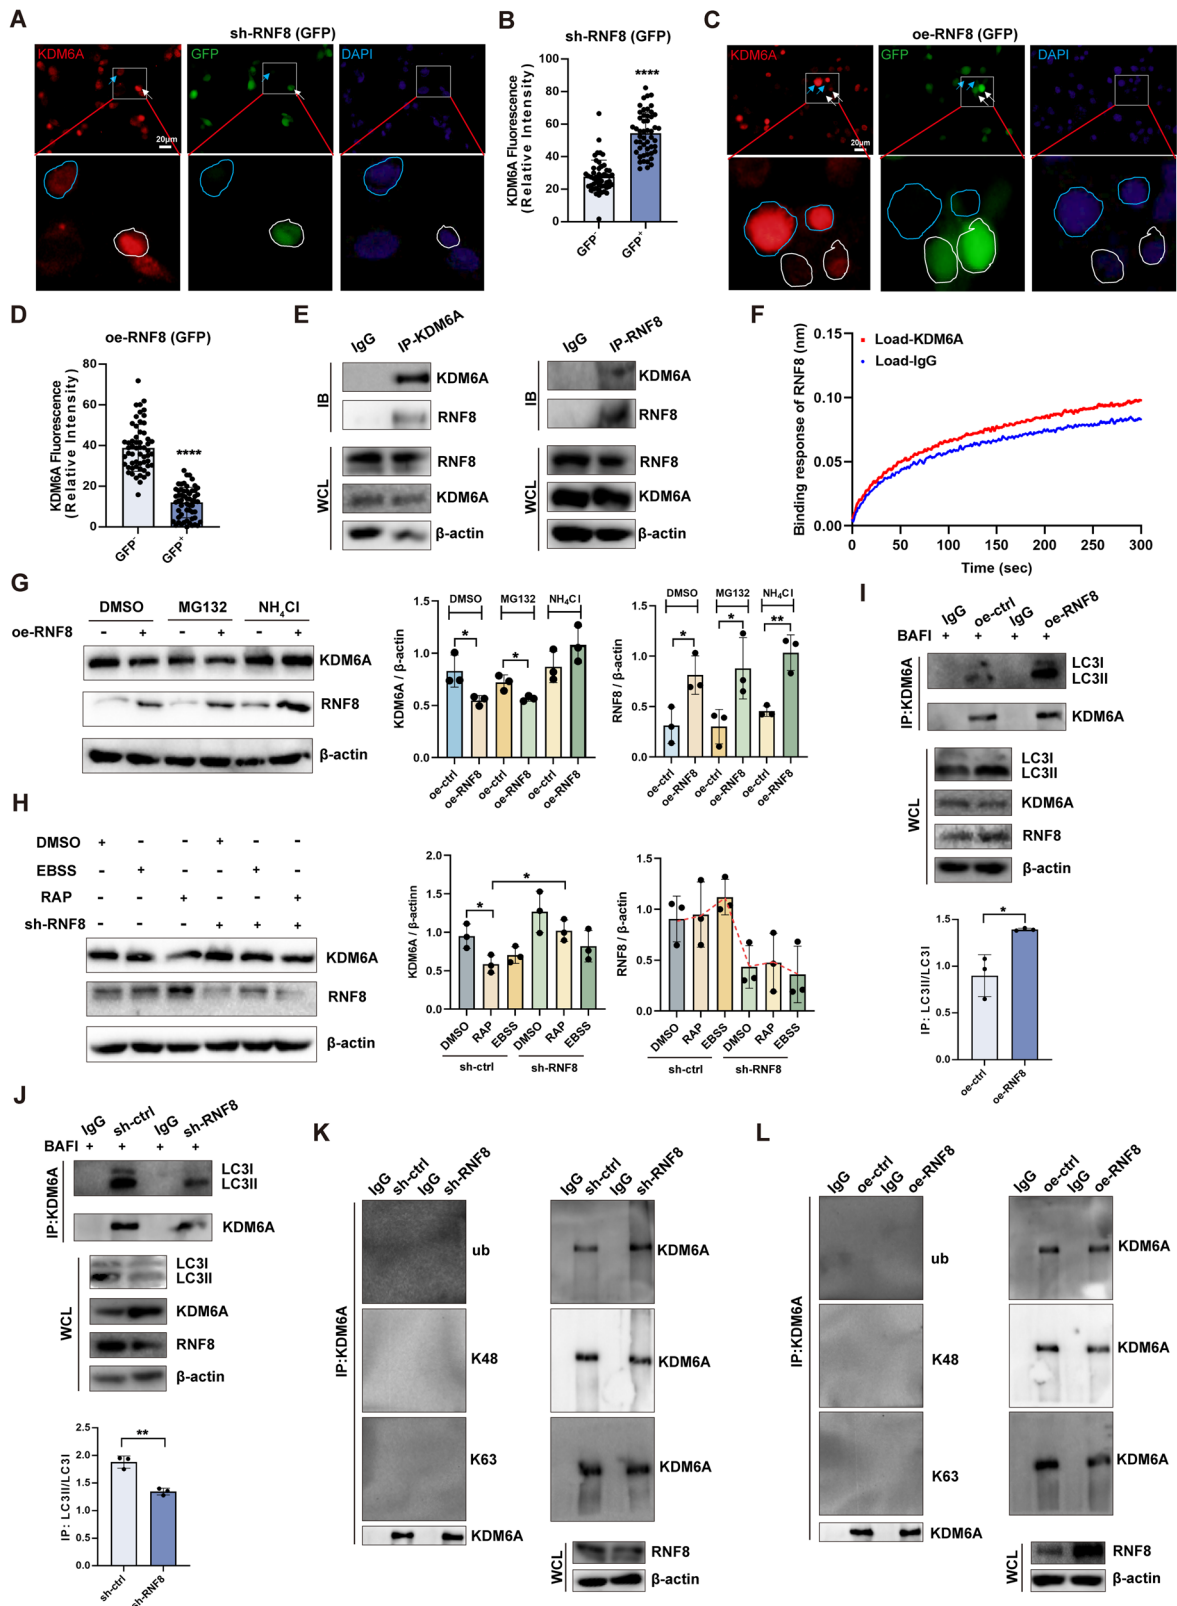 A
sh-RNF8 (GFP)
KDM6A
GFP
DAPI
20μm
B
sh-RNF8 (GFP)
KDM6A Fluorescence
(Relative Intensity)
100
80
60
40
20
0
****
GFP-
GFP+
C
oe-RNF8 (GFP)
KDM6A
GFP
DAPI
20μm
D
oe-RNF8 (GFP)
KDM6A Fluorescence
(Relative Intensity)
80
60
40
20
0
****
GFP-
GFP+
E
IgG
IP-KDM6A
IB
KDM6A
RNF8
WCL
RNF8
KDM6A
β-actin
IgG
IP-RNF8
IB
KDM6A
RNF8
WCL
RNF8
KDM6A
β-actin
F
Binding response of RNF8 (nm)
0.15
0.10
0.05
0.00
Load-KDM6A
Load-IgG
0 50 100 150 200 250 300
Time (sec)
G
DMSO MG132 NH4Cl
oe-RNF8 - + - + - +
KDM6A
RNF8
β-actin
KDM6A / β-actin
1.5
1.0
0.5
0.0
DMSO MG132 NH4Cl
* *
oe-ctrl oe-RNF8 oe-ctrl oe-RNF8 oe-ctrl oe-RNF8
RNF8 / β-actin
1.5
1.0
0.5
0.0
DMSO MG132 NH4Cl
* * **
oe-ctrl oe-RNF8 oe-ctrl oe-RNF8 oe-ctrl oe-RNF8
H
DMSO + - - + - -
EBSS - + - - + -
RAP - - + - - +
sh-RNF8 - - - + + +
KDM6A
RNF8
β-actin
KDM6A / β-actinn
2.0
1.5
1.0
0.5
0.0
* *
DMSO RAP EBSS DMSO RAP EBSS
sh-ctrl sh-RNF8
RNF8 / β-actin
1.5
1.0
0.5
0.0
DMSO RAP EBSS DMSO RAP EBSS
sh-ctrl sh-RNF8
I
IgG oe-ctrl IgG oe-RNF8
BAFI + + + +
IP:KDM6A
LC3I
LC3II
KDM6A
WCL
LC3I
LC3II
KDM6A
RNF8
β-actin
IP: LC3II/LC3I
1.5
1.0
0.5
0.0
*
oe-ctrl
oe-RNF8
J
IgG sh-ctrl IgG sh-RNF8
BAFI + + + +
IP:KDM6A
LC3I
LC3II
KDM6A
WCL
LC3I
LC3II
KDM6A
RNF8
β-actin
IP: LC3II/LC3I
2.5
2.0
1.5
1.0
0.5
0.0
**
sh-ctrl
sh-RNF8
K
IgG sh-ctrl IgG sh-RNF8
IP:KDM6A
ub
K48
K63
KDM6A
IgG sh-ctrl IgG sh-RNF8
KDM6A
KDM6A
KDM6A
WCL
RNF8
β-actin
L
IgG oe-ctrl IgG oe-RNF8
IP:KDM6A
ub
K48
K63
KDM6A
IgG oe-ctrl IgG oe-RNF8
KDM6A
KDM6A
KDM6A
WCL
RNF8
β-actin